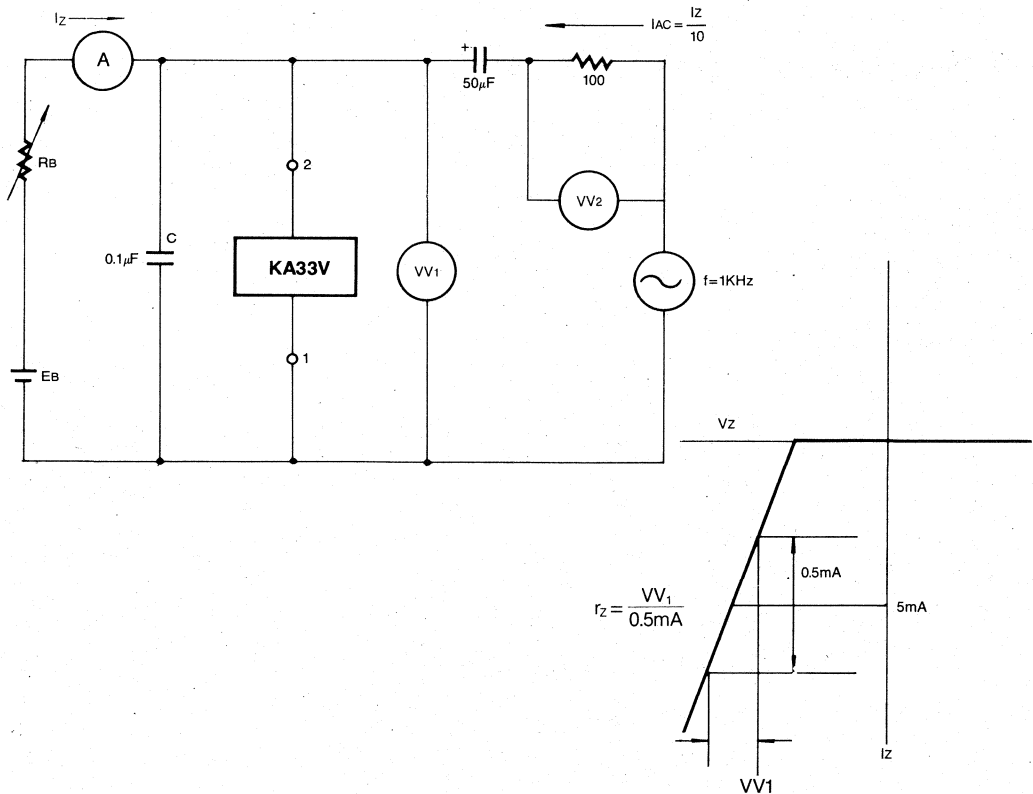 Iz
IAC = Iz/10
A
+
50μF
100
RB
2
VV2
C
0.1μF
KA33V
VV1
f=1KHz
1
EB
Vz
0.5mA
rz = VV1/0.5mA
5mA
Iz
VV1